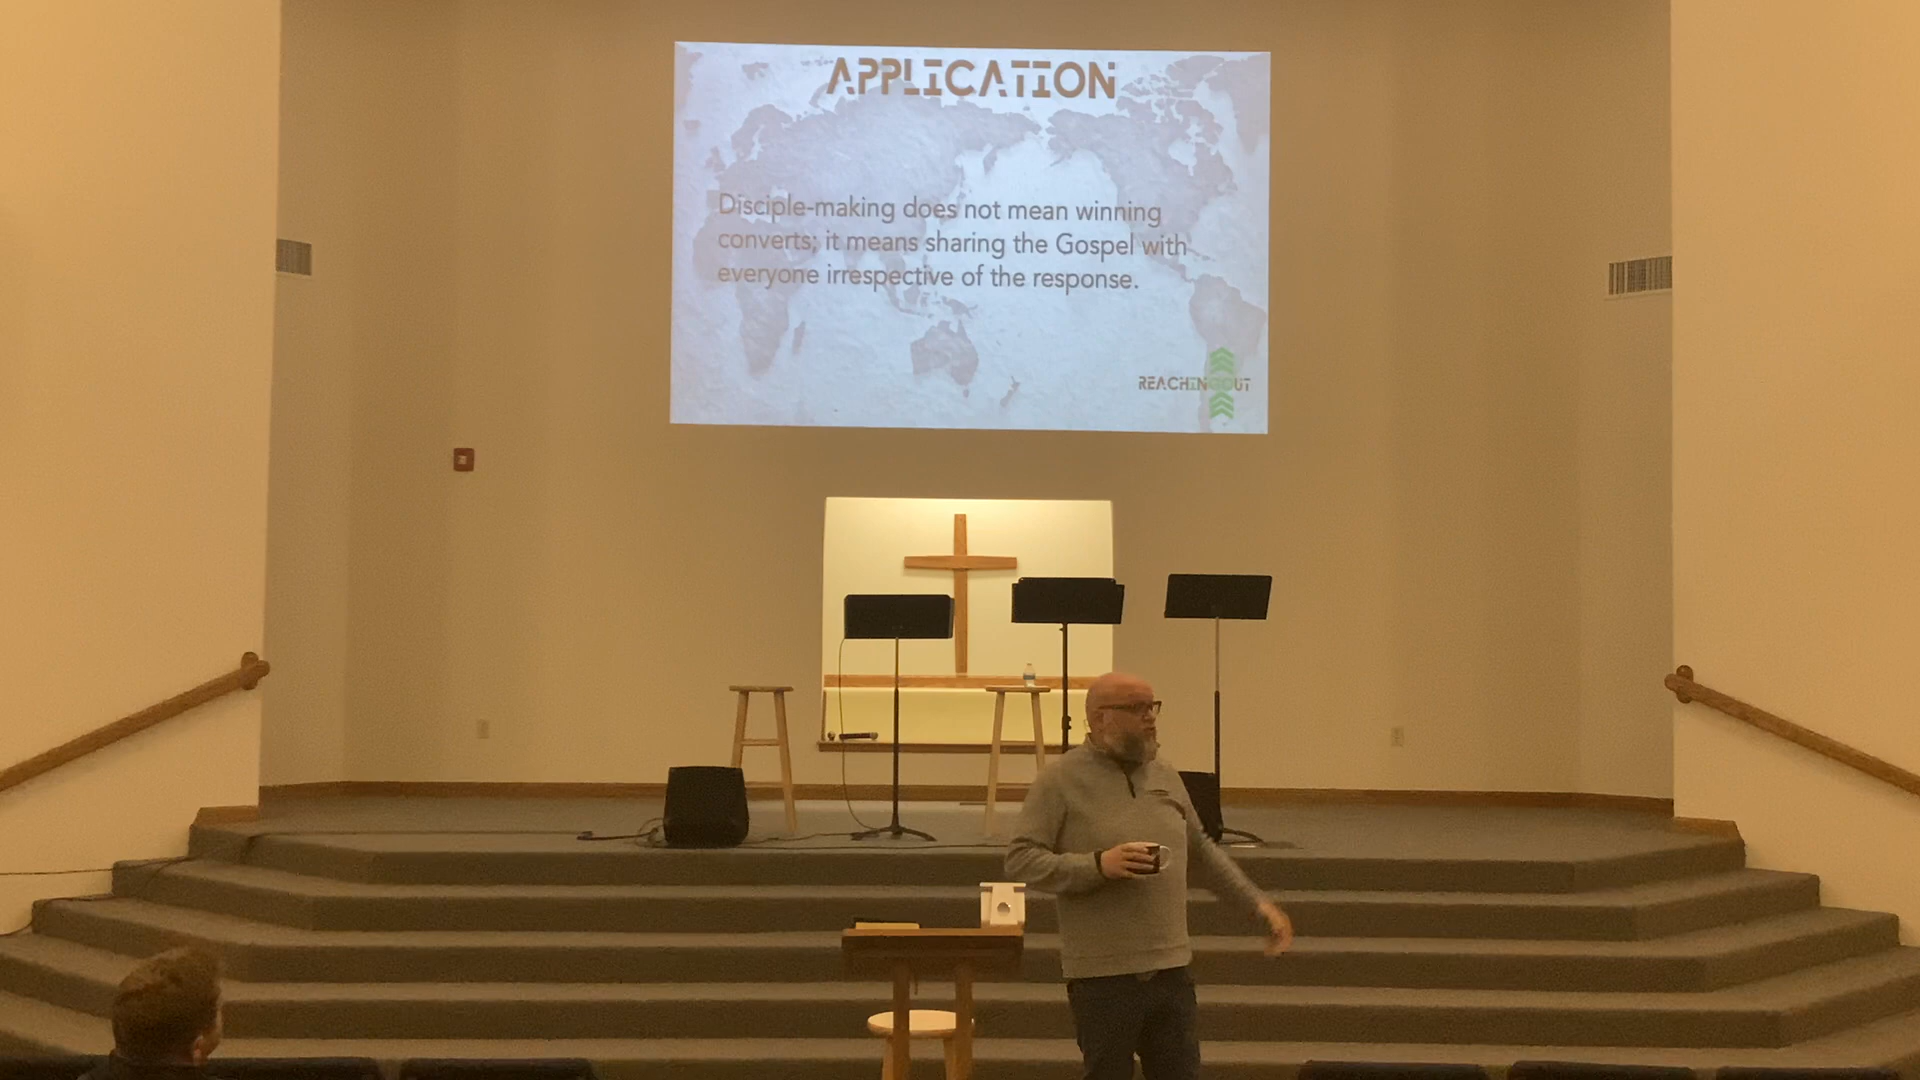 APPLICATION
Disciple-making does not mean winning
converts; it means sharing the Gospel with
everyone irrespective of the response.
REACHINGOUT